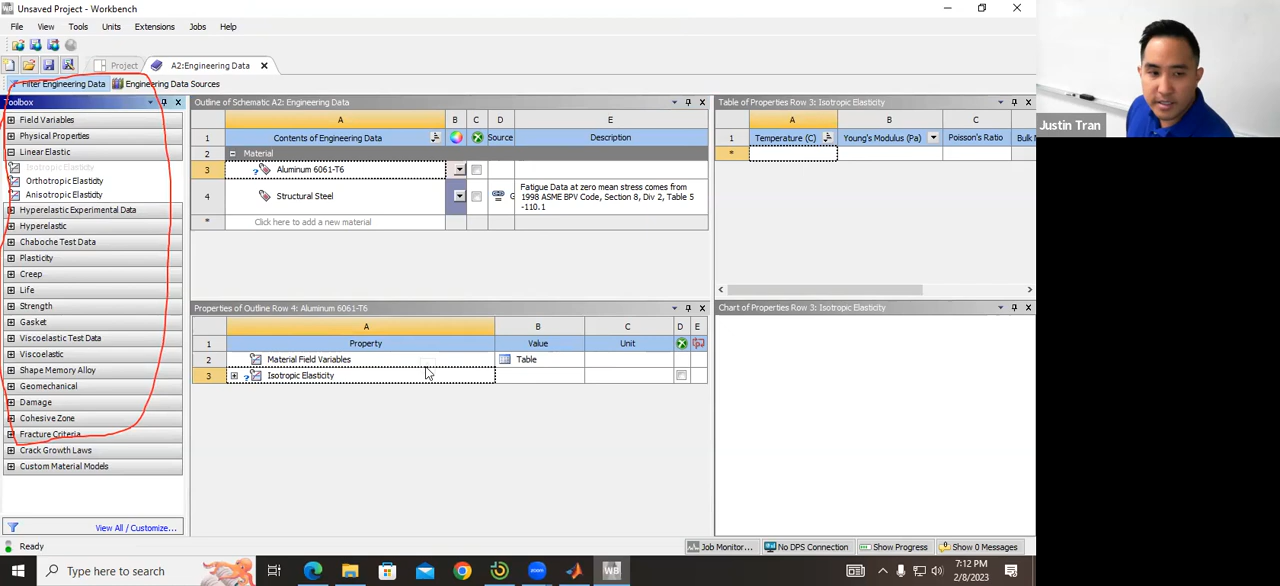 Unsaved Project - Workbench
File View Tools Units Extensions Jobs Help
Project A2:Engineering Data
Filter Engineering Data Engineering Data Sources
Toolbox
Field Variables
Physical Properties
Linear Elastic
Isotropic Elasticity
Orthotropic Elasticity
Anisotropic Elasticity
Hyperelastic Experimental Data
Hyperelastic
Chaboche Test Data
Plasticity
Creep
Life
Strength
Gasket
Viscoelastic Test Data
Viscoelastic
Shape Memory Alloy
Geomechanical
Damage
Cohesive Zone
Fracture Criteria
Crack Growth Laws
Custom Material Models
View All / Customize...
Outline of Schematic A2: Engineering Data
A B C D E
1 Contents of Engineering Data Source Description
2 Material
3 ? Aluminum 6061-T6
4 Structural Steel G Fatigue Data at zero mean stress comes from
1998 ASME BPV Code, Section 8, Div 2, Table 5
-110.1
* Click here to add a new material
Properties of Outline Row 4: Aluminum 6061-T6
A B C D E
1 Property Value Unit
2 Material Field Variables Table
3 ? Isotropic Elasticity
Table of Properties Row 3: Isotropic Elasticity
A B C
1 Temperature (C) Young's Modulus (Pa) Poisson's Ratio Bulk M
*
Chart of Properties Row 3: Isotropic Elasticity
Justin Tran
Ready
Job Monitor... No DPS Connection Show Progress Show 0 Messages
Type here to search
WB
7:12 PM
2/8/2023